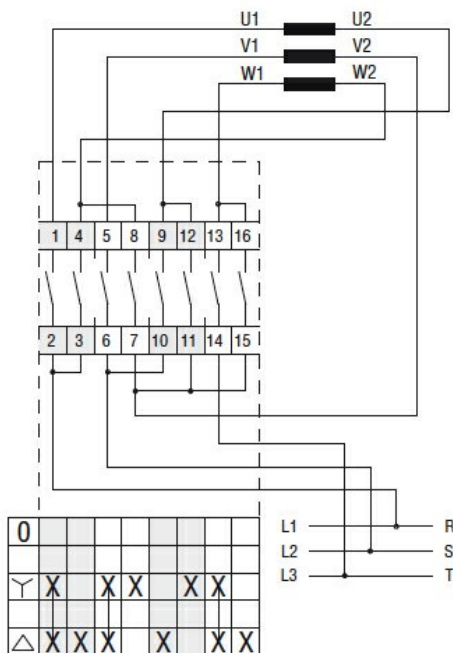 U1 U2
V1 V2
W1 W2
1 4 5 8 9 12 13 16
2 3 6 7 10 11 14 15
L1 R
L2 S
L3 T
0
Y X X X X X
△ X X X X X X